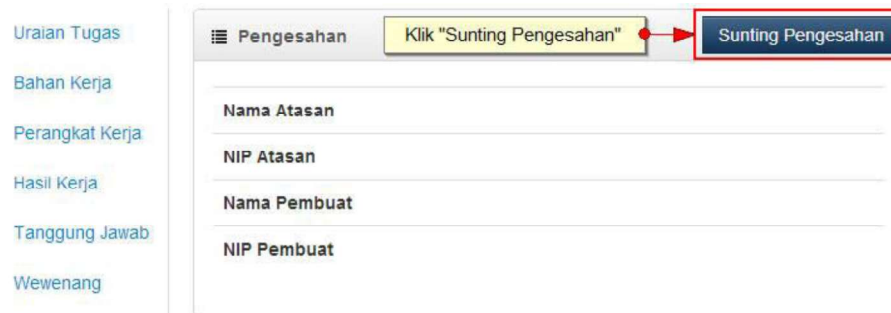 Uraian Tugas
Bahan Kerja
Perangkat Kerja
Hasil Kerja
Tanggung Jawab
Wewenang
Pengesahan
Klik "Sunting Pengesahan"
Sunting Pengesahan
Nama Atasan
NIP Atasan
Nama Pembuat
NIP Pembuat